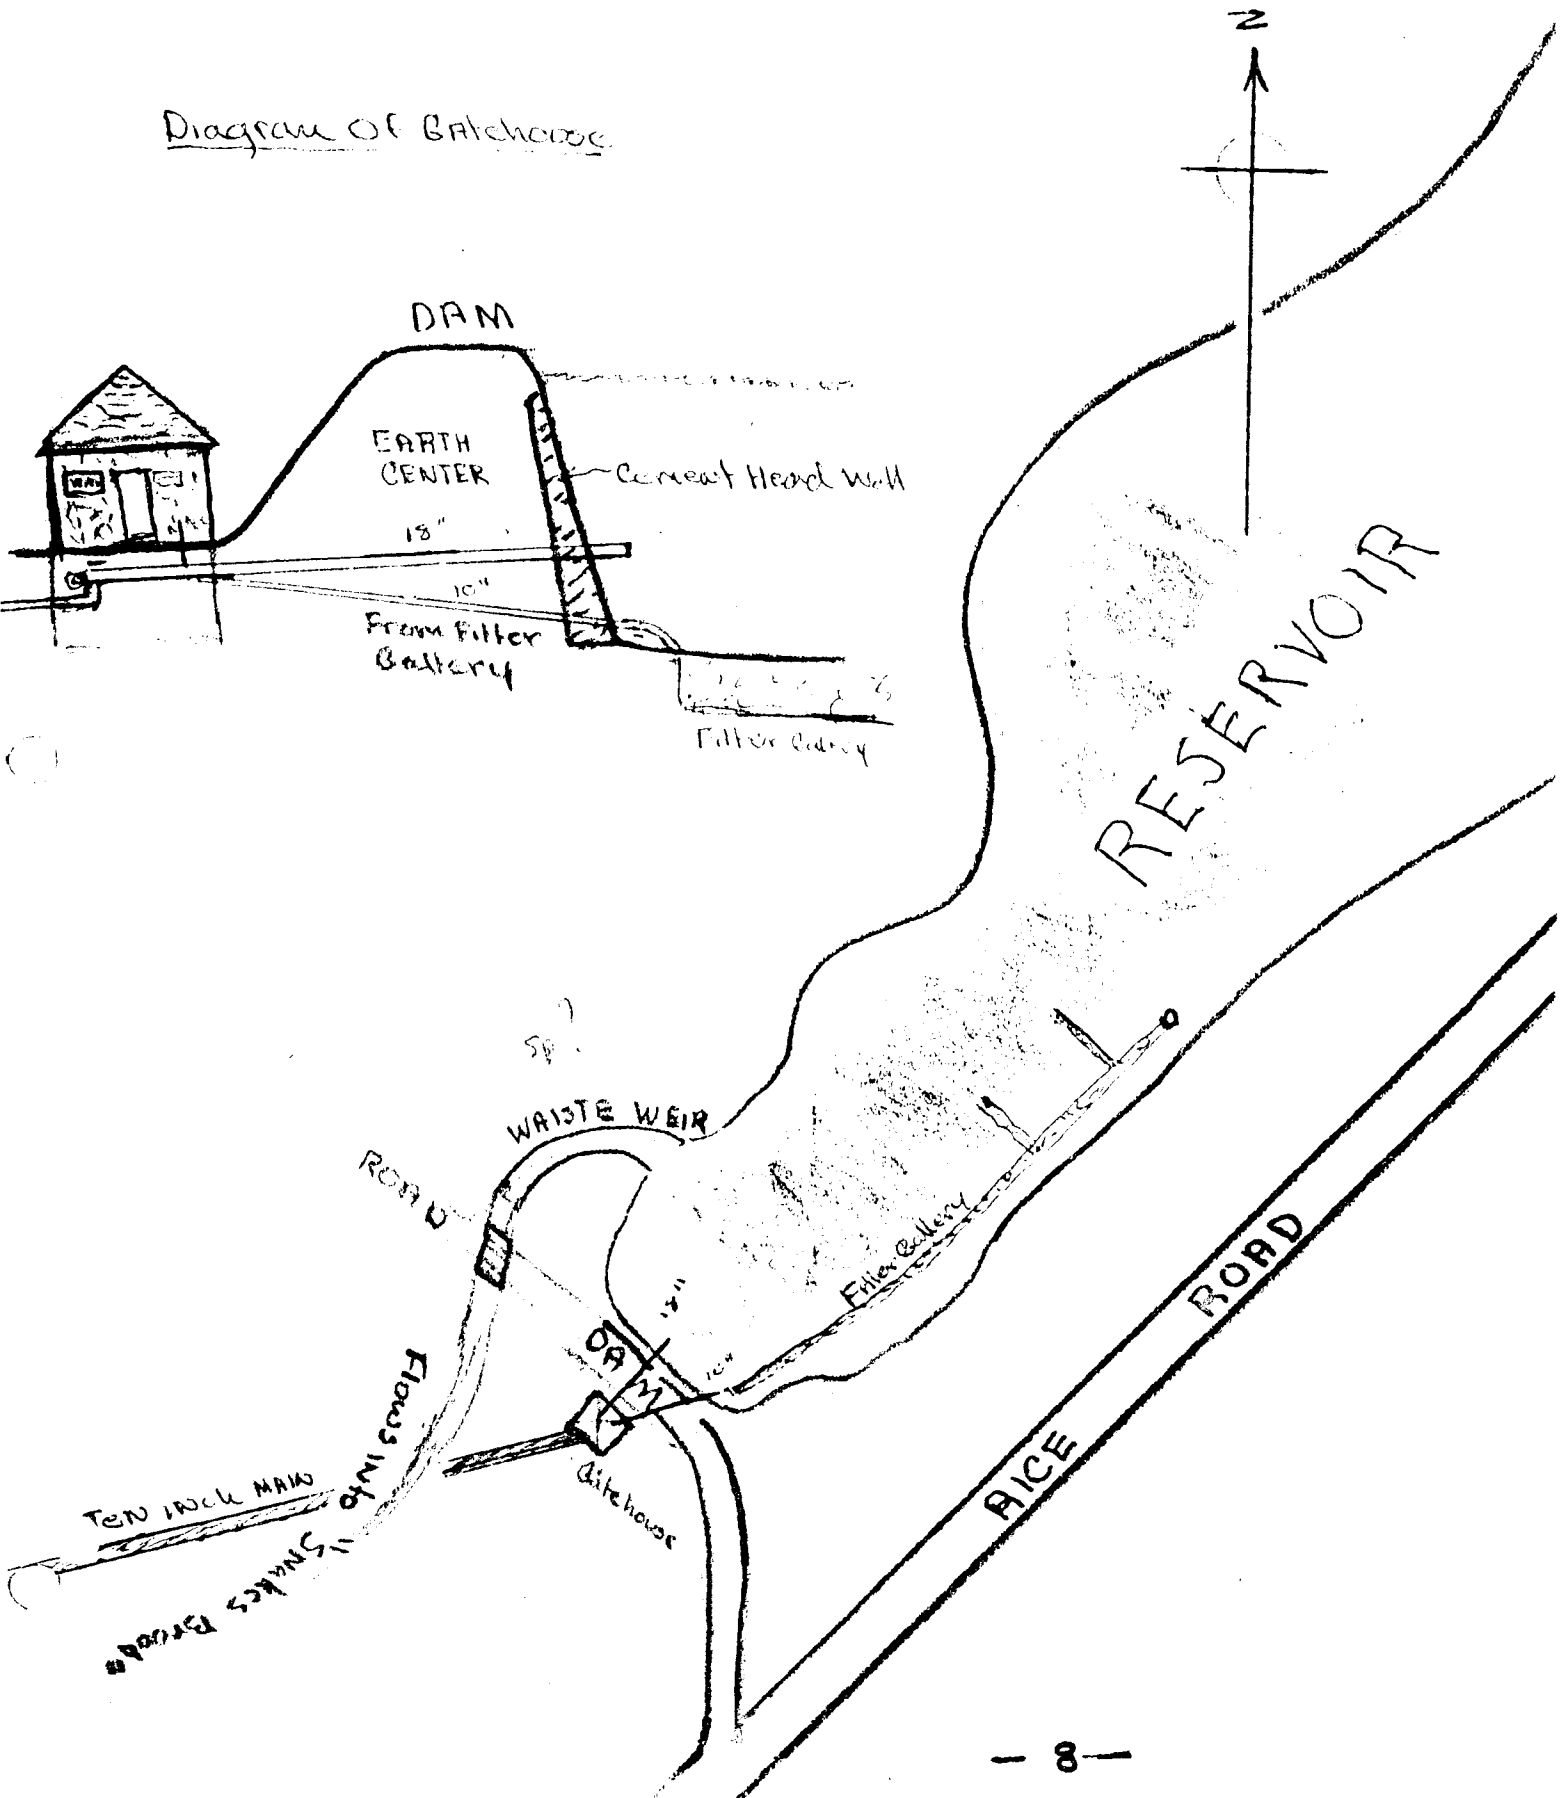 N
Diagram Of GAtehouse
DAM
EARTH
CENTER
Cement Head Wall
18"
10"
From Filter
Gallery
Filter Gallery
RESERVOIR
sp?
WAISTE WEIR
ROAD
Filter Gallery
18"
10"
DAM
Gatehouse
TEN INCH MAIN
Flows INto
"Snakes Brook"
RICE ROAD
- 8 -